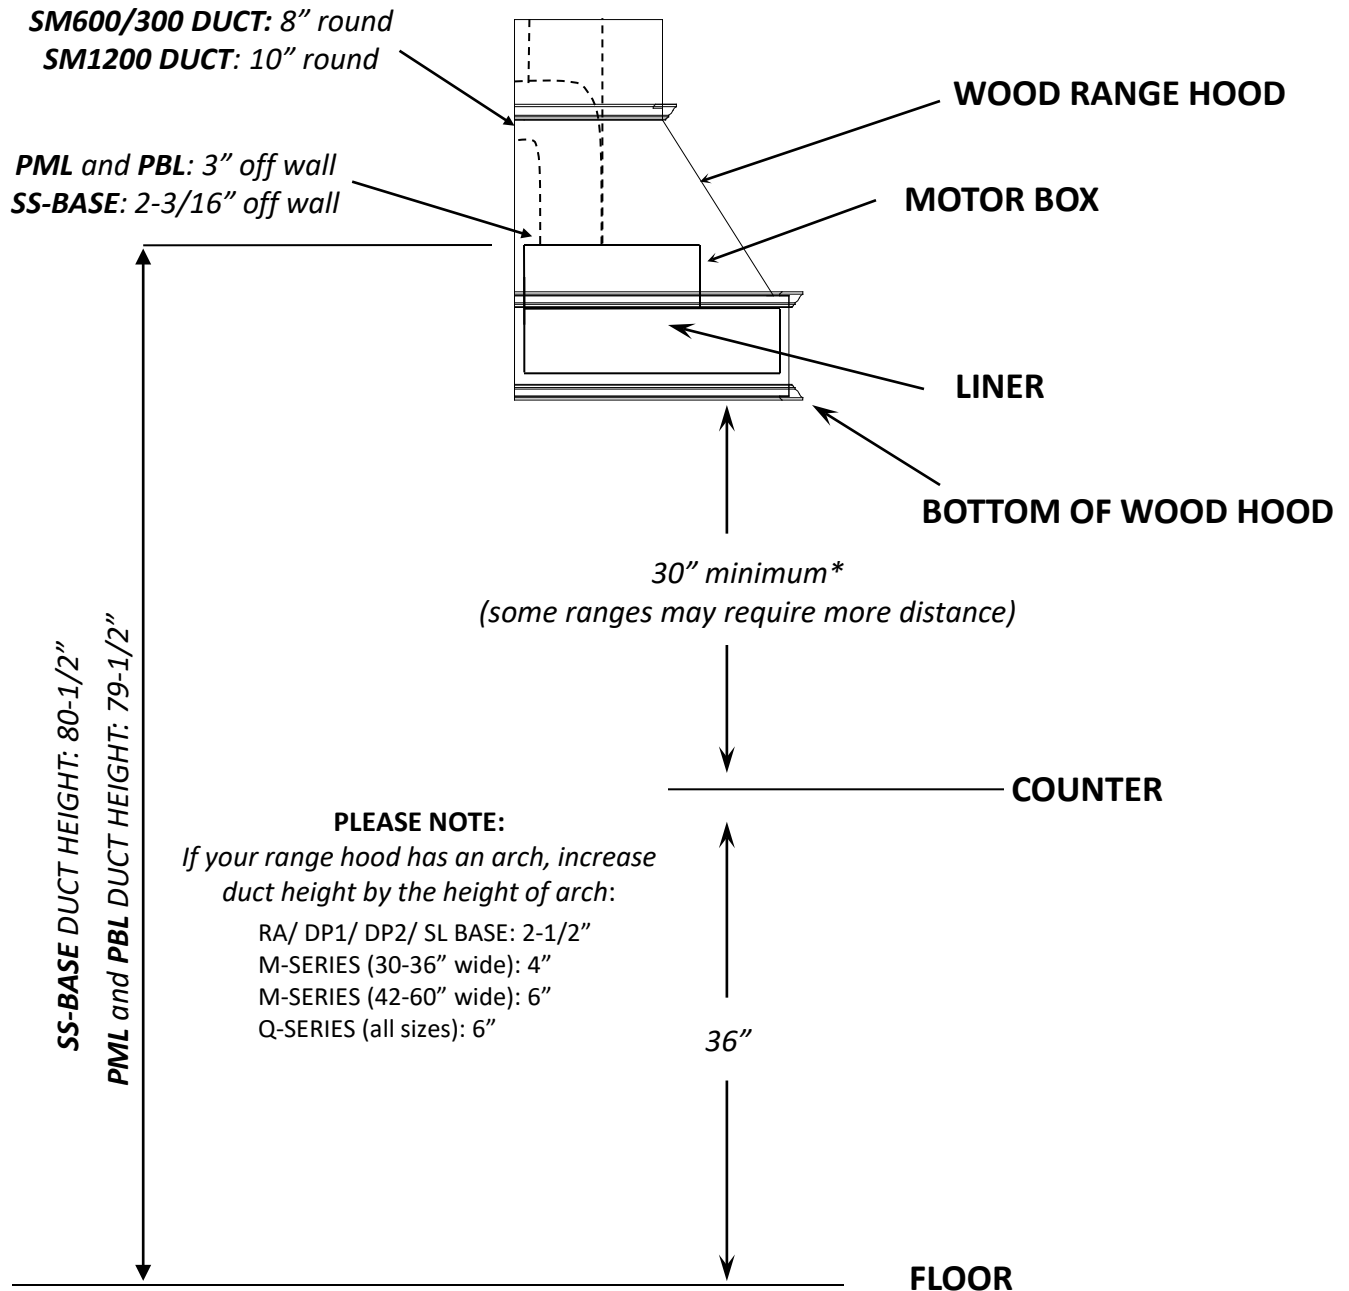 SM600/300 DUCT: 8” round
SM1200 DUCT: 10” round
WOOD RANGE HOOD
PML and PBL: 3” off wall
SS-BASE: 2-3/16” off wall
MOTOR BOX
LINER
BOTTOM OF WOOD HOOD
30” minimum*
(some ranges may require more distance)
SS-BASE DUCT HEIGHT: 80-1/2”
PML and PBL DUCT HEIGHT: 79-1/2”
COUNTER
PLEASE NOTE:
If your range hood has an arch, increase
duct height by the height of arch:
RA/ DP1/ DP2/ SL BASE: 2-1/2”
M-SERIES (30-36” wide): 4”
M-SERIES (42-60” wide): 6”
Q-SERIES (all sizes): 6”
36”
FLOOR